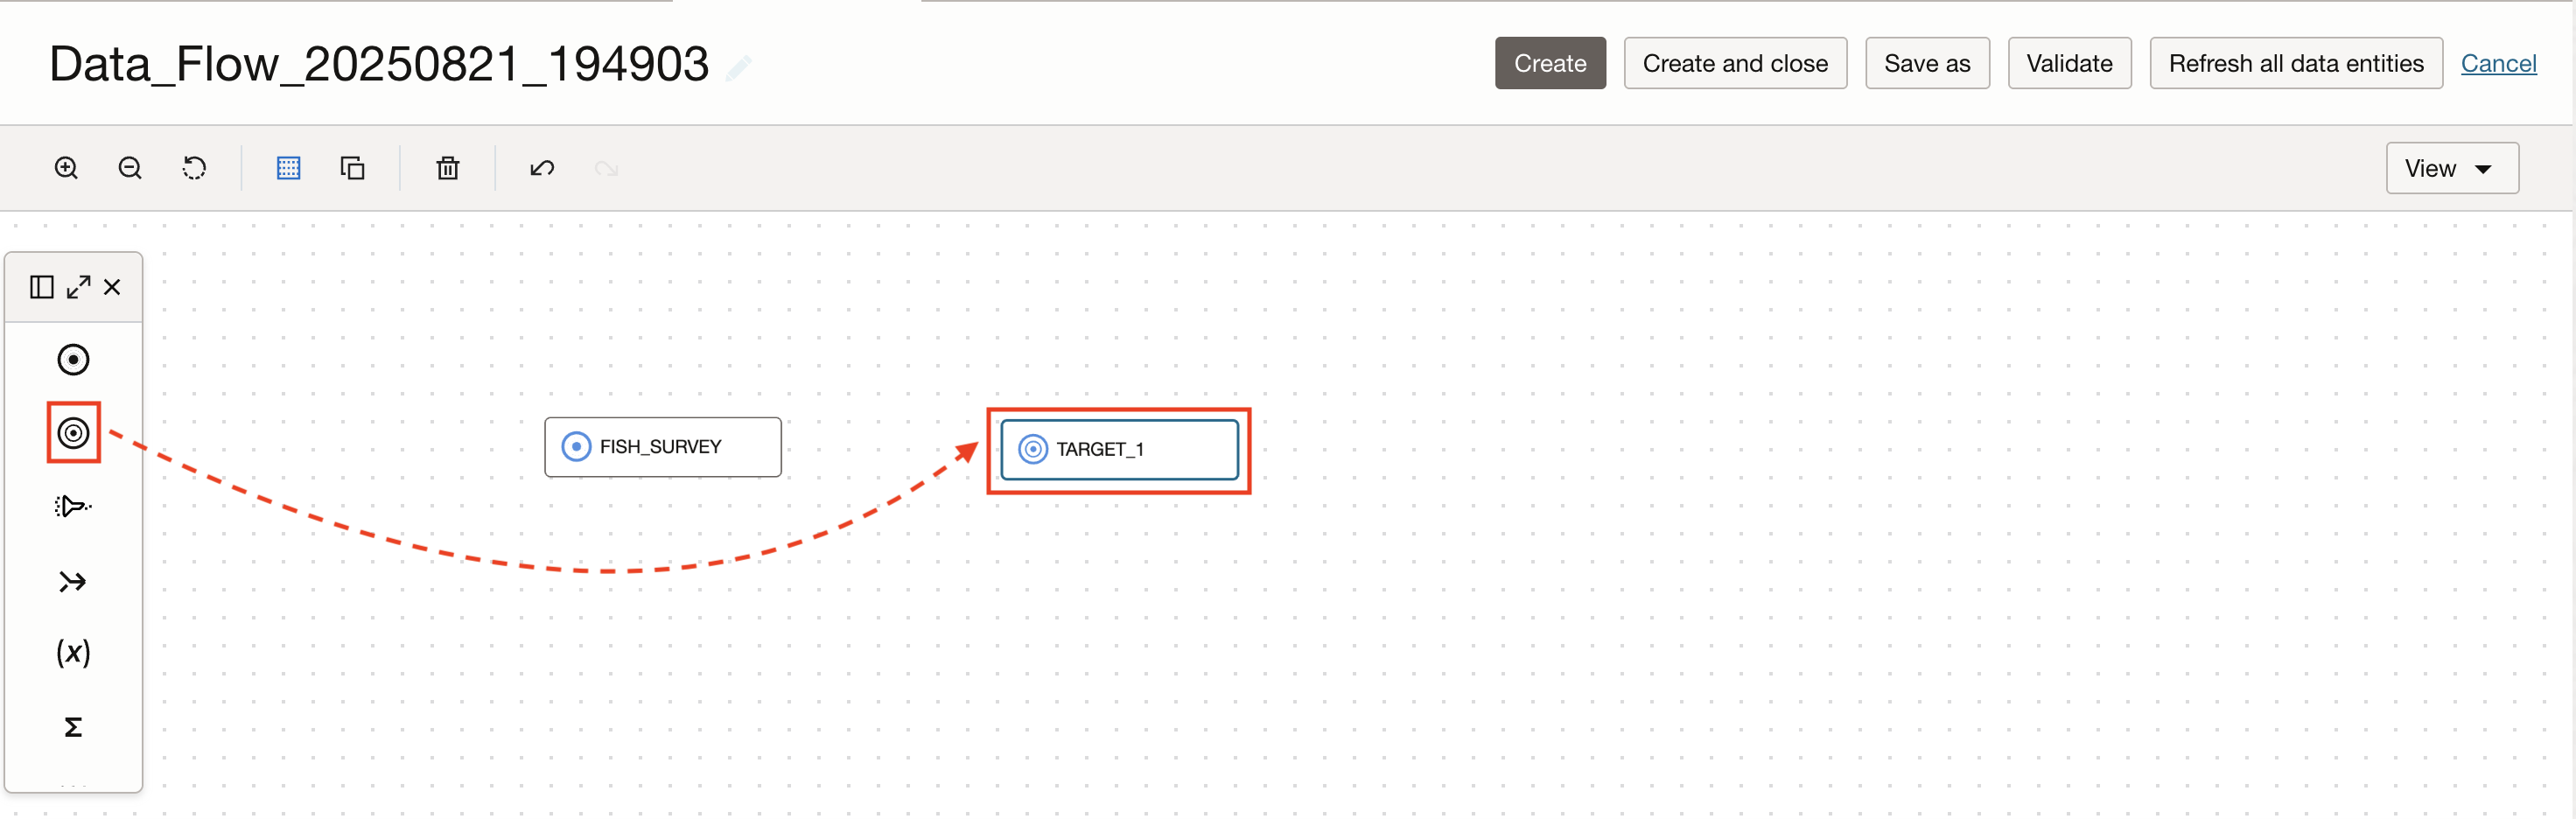 Data_Flow_20250821_194903
Create
Create and close
Save as
Validate
Refresh all data entities
Cancel
View
FISH_SURVEY
TARGET_1
(x)
Σ